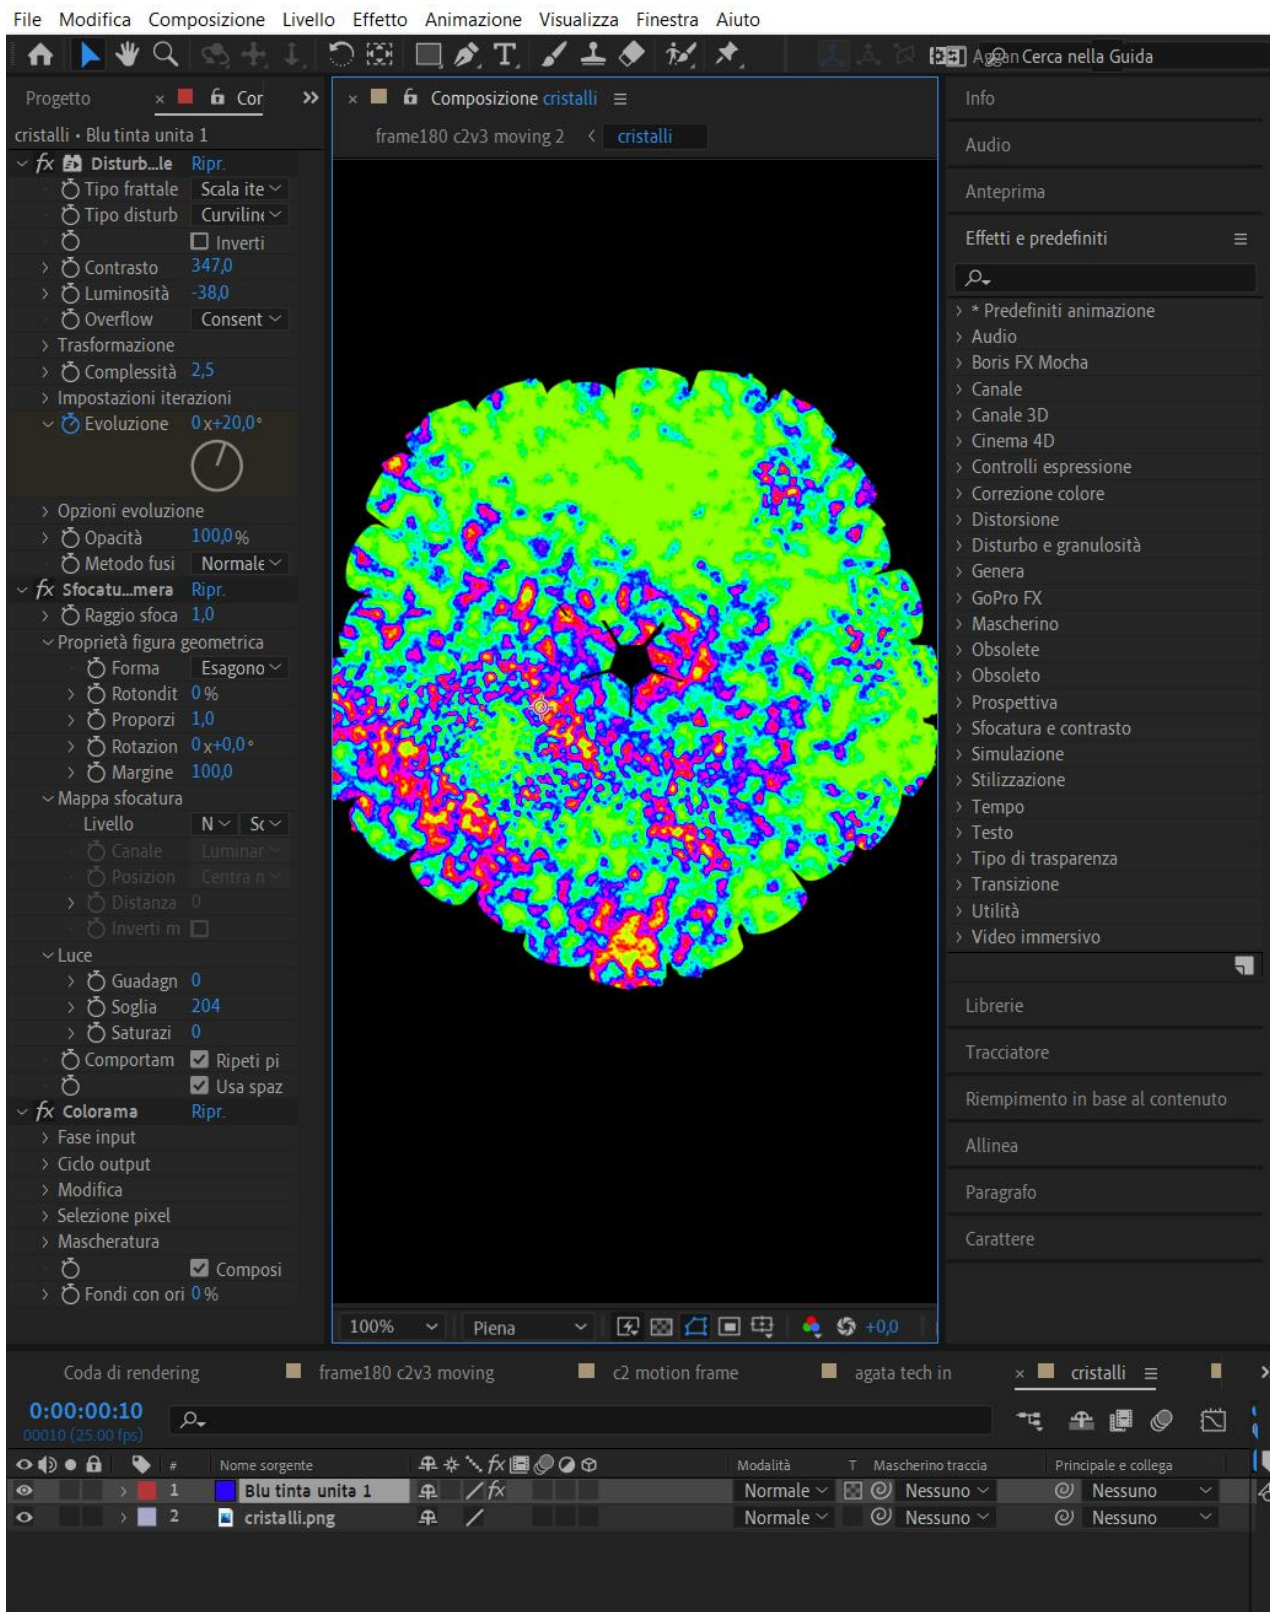 File Modifica Composizione Livello Effetto Animazione Visualizza Finestra Aiuto
T Cerca nella Guida
Progetto × Cor »
cristalli • Blu tinta unita 1
fx Disturb...le Ripr.
Tipo frattale Scala ite
Tipo disturb Curviline
Inverti
Contrasto 347,0
Luminosità -38,0
Overflow Consent
Trasformazione
Complessità 2,5
Impostazioni iterazioni
Evoluzione 0x+20,0°
Opzioni evoluzione
Opacità 100,0%
Metodo fusi Normale
fx Sfocatu...mera Ripr.
Raggio sfoca 1,0
Proprietà figura geometrica
Forma Esagono
Rotondit 0%
Proporzi 1,0
Rotazion 0x+0,0°
Margine 100,0
Mappa sfocatura
Livello N Sc
Canale Luminar
Posizion Centra n
Distanza 0
Inverti m
Luce
Guadagn 0
Soglia 204
Saturazi 0
Comportam Ripeti pi
Usa spaz
fx Colorama Ripr.
Fase input
Ciclo output
Modifica
Selezione pixel
Mascheratura
Composi
Fondi con ori 0%
× Composizione cristalli
frame180 c2v3 moving 2 < cristalli
100% Piena +0,0
Info
Audio
Anteprima
Effetti e predefiniti
> * Predefiniti animazione
> Audio
> Boris FX Mocha
> Canale
> Canale 3D
> Cinema 4D
> Controlli espressione
> Correzione colore
> Distorsione
> Disturbo e granulosità
> Genera
> GoPro FX
> Mascherino
> Obsolete
> Obsoleto
> Prospettiva
> Sfocatura e contrasto
> Simulazione
> Stilizzazione
> Tempo
> Testo
> Tipo di trasparenza
> Transizione
> Utilità
> Video immersivo
Librerie
Tracciatore
Riempimento in base al contenuto
Allinea
Paragrafo
Carattere
Coda di rendering frame180 c2v3 moving c2 motion frame agata tech in × cristalli
0:00:00:10
00010 (25.00 fps)
# Nome sorgente fx Modalità T Mascherino traccia Principale e collega
1 Blu tinta unita 1 fx Normale Nessuno Nessuno
2 cristalli.png Normale Nessuno Nessuno